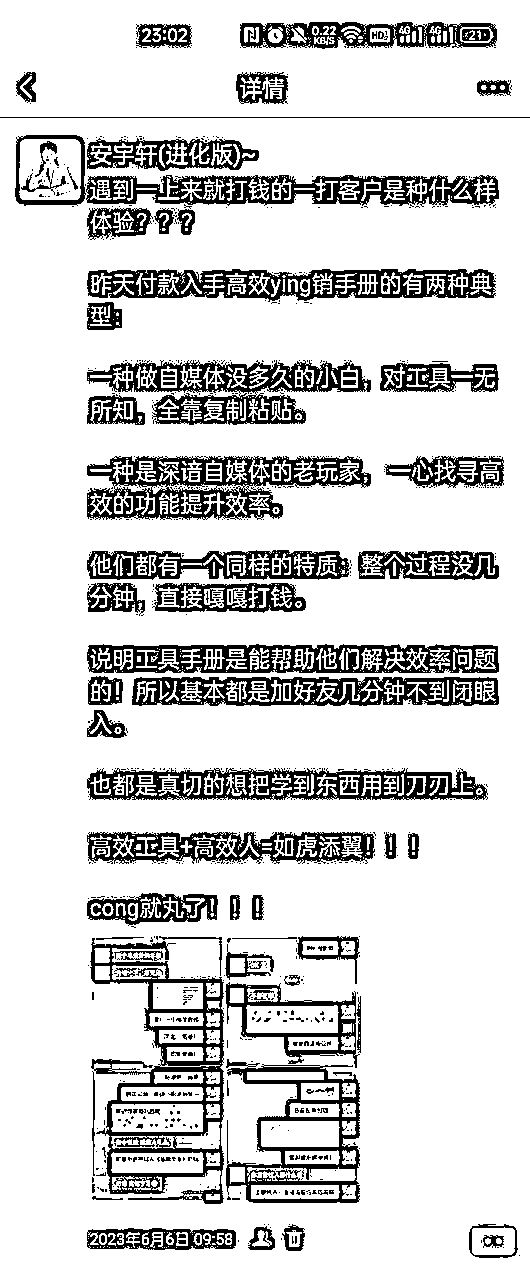 23:02
0.22
KB/S
HD
4G
4G
21
详情
安宇轩(进化版)~
遇到一上来就打钱的一打客户是种什么样
体验？？？
昨天付款入手高效ying销手册的有两种典
型：
一种做自媒体没多久的小白，对工具一无
所知，全靠复制粘贴。
一种是深谙自媒体的老玩家，一心找寻高
效的功能提升效率。
他们都有一个同样的特质：整个过程没几
分钟，直接嘎嘎打钱。
说明工具手册是能帮助他们解决效率问题
的！所以基本都是加好友几分钟不到闭眼
入。
也都是真切的想把学到东西用到刀刃上。
高效工具+高效人=如虎添翼！！！
cong就丸了！！！
2023年6月6日 09:58